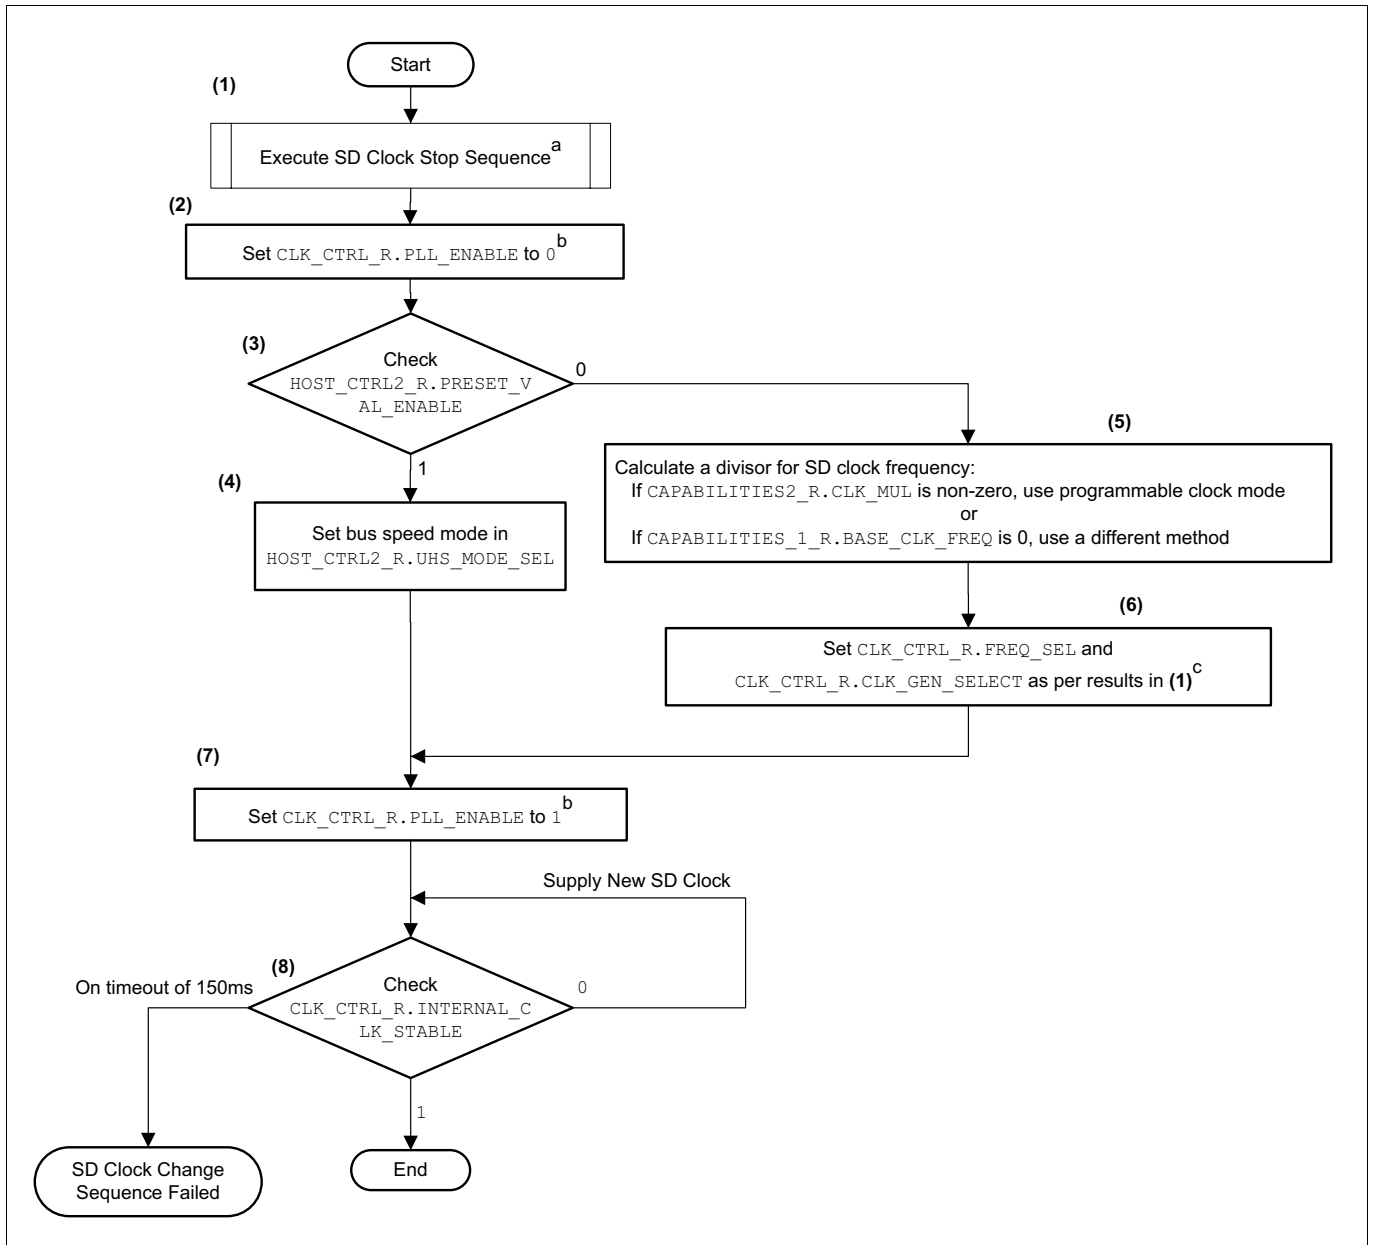 Start
(1)
Execute SD Clock Stop Sequence a
(2)
Set CLK_CTRL_R.PLL_ENABLE to 0 b
(3)
Check
HOST_CTRL2_R.PRESET_V
AL_ENABLE
0
1
(4)
Set bus speed mode in
HOST_CTRL2_R.UHS_MODE_SEL
(5)
Calculate a divisor for SD clock frequency:
If CAPABILITIES2_R.CLK_MUL is non-zero, use programmable clock mode
or
If CAPABILITIES_1_R.BASE_CLK_FREQ is 0, use a different method
(6)
Set CLK_CTRL_R.FREQ_SEL and
CLK_CTRL_R.CLK_GEN_SELECT as per results in (1) c
(7)
Set CLK_CTRL_R.PLL_ENABLE to 1 b
Supply New SD Clock
(8)
Check
CLK_CTRL_R.INTERNAL_C
LK_STABLE
0
On timeout of 150ms
1
SD Clock Change
Sequence Failed
End